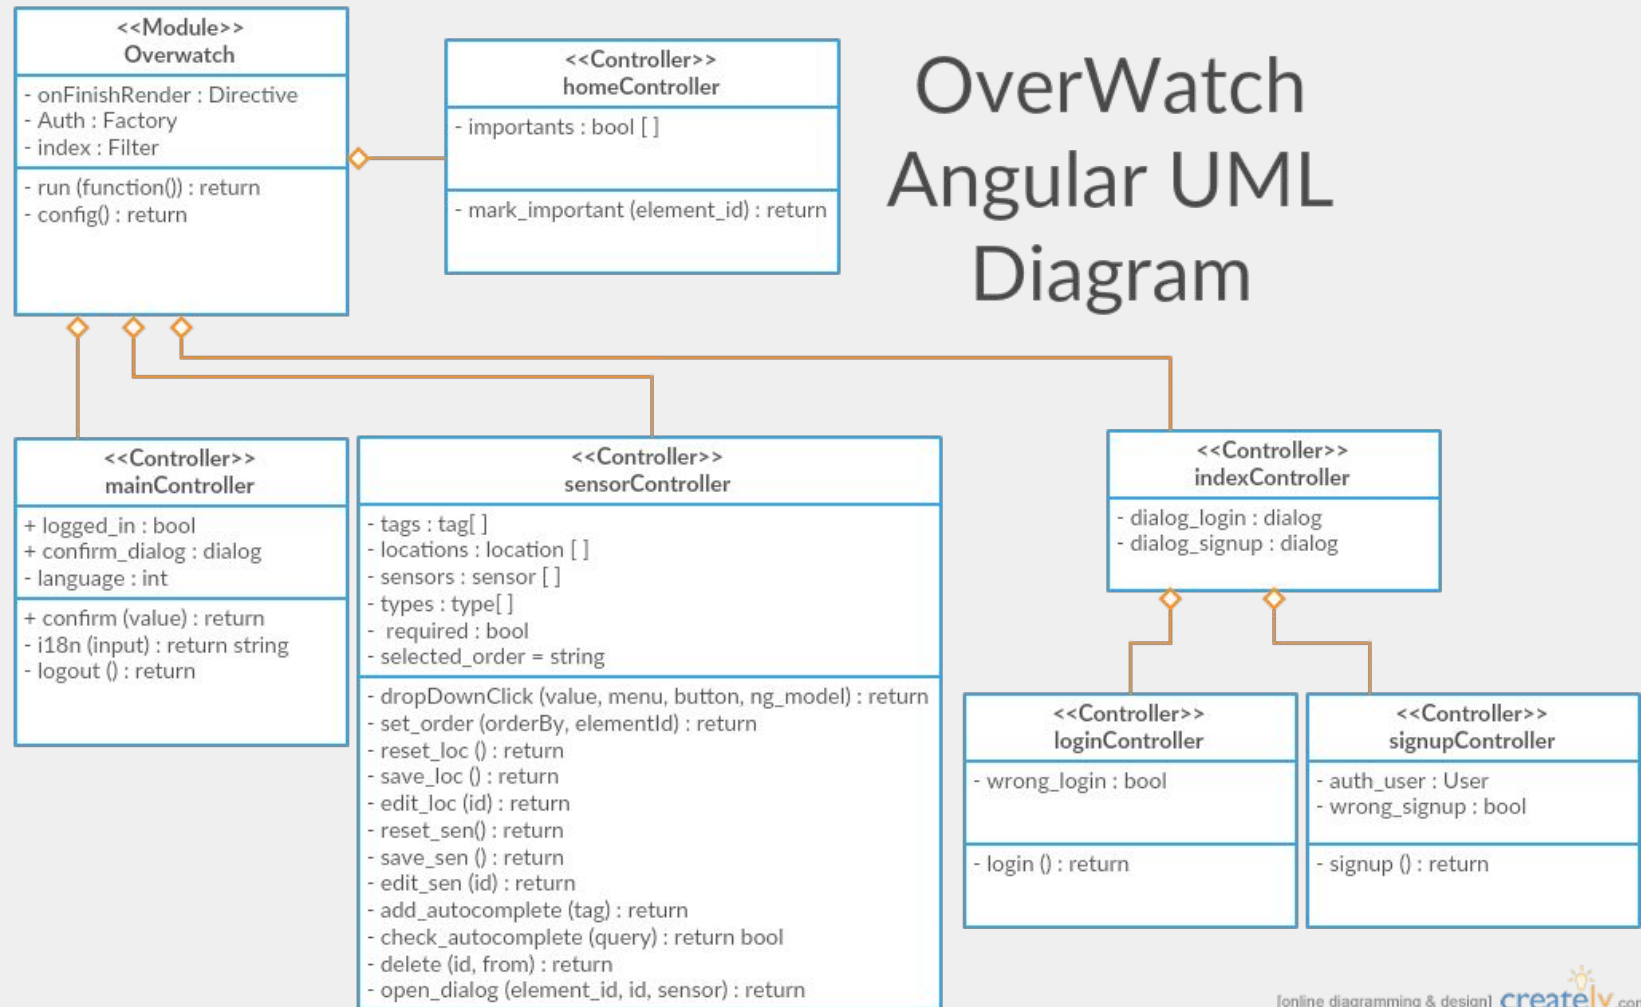 <<Module>>
Overwatch
- onFinishRender : Directive
- Auth : Factory
- index : Filter
- run (function()) : return
- config() : return
<<Controller>>
homeController
- importants : bool [ ]
- mark_important (element_id) : return
OverWatch
Angular UML
Diagram
<<Controller>>
mainController
+ logged_in : bool
+ confirm_dialog : dialog
- language : int
+ confirm (value) : return
- i18n (input) : return string
- logout () : return
<<Controller>>
sensorController
- tags : tag[ ]
- locations : location [ ]
- sensors : sensor [ ]
- types : type[ ]
- required : bool
- selected_order = string
- dropDownClick (value, menu, button, ng_model) : return
- set_order (orderBy, elementId) : return
- reset_loc () : return
- save_loc () : return
- edit_loc (id) : return
- reset_sen() : return
- save_sen () : return
- edit_sen (id) : return
- add_autocomplete (tag) : return
- check_autocomplete (query) : return bool
- delete (id, from) : return
- open_dialog (element_id, id, sensor) : return
<<Controller>>
indexController
- dialog_login : dialog
- dialog_signup : dialog
<<Controller>>
loginController
- wrong_login : bool
- login () : return
<<Controller>>
signupController
- auth_user : User
- wrong_signup : bool
- signup () : return
[online diagramming & design] creately.com